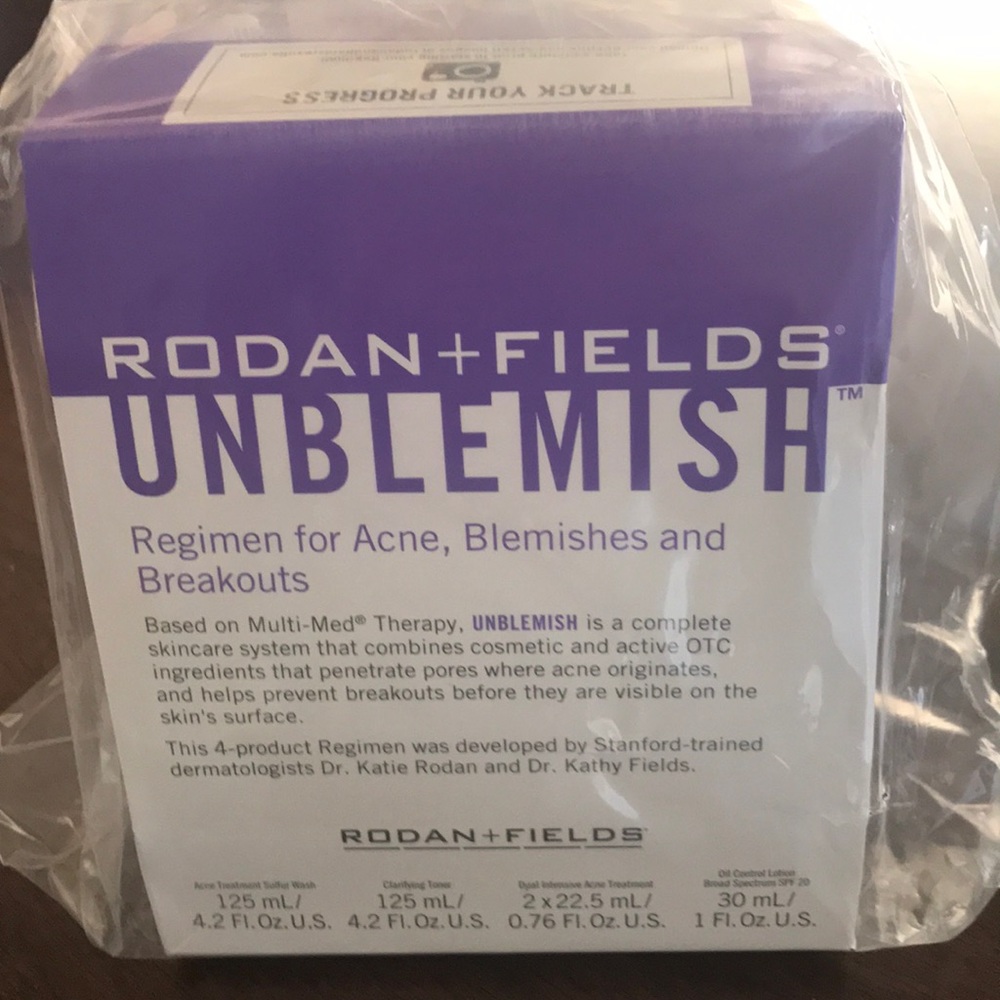 TRACK YOUR PROGRESS
RODAN+FIELDS®
UNBLEMISH™
Regimen for Acne, Blemishes and
Breakouts
Based on Multi-Med® Therapy, UNBLEMISH is a complete
skincare system that combines cosmetic and active OTC
ingredients that penetrate pores where acne originates,
and helps prevent breakouts before they are visible on the
skin's surface.
This 4-product Regimen was developed by Stanford-trained
dermatologists Dr. Katie Rodan and Dr. Kathy Fields.
RODAN+FIELDS
Acne Treatment Sulfur Wash
125 mL/
4.2 Fl. Oz. U.S.
Clarifying Toner
125 mL/
4.2 Fl. Oz. U.S.
Dual Intensive Acne Treatment
2 x 22.5 mL/
0.76 Fl. Oz. U.S.
Oil Control Lotion
Broad Spectrum SPF 20
30 mL/
1 Fl. Oz. U.S.